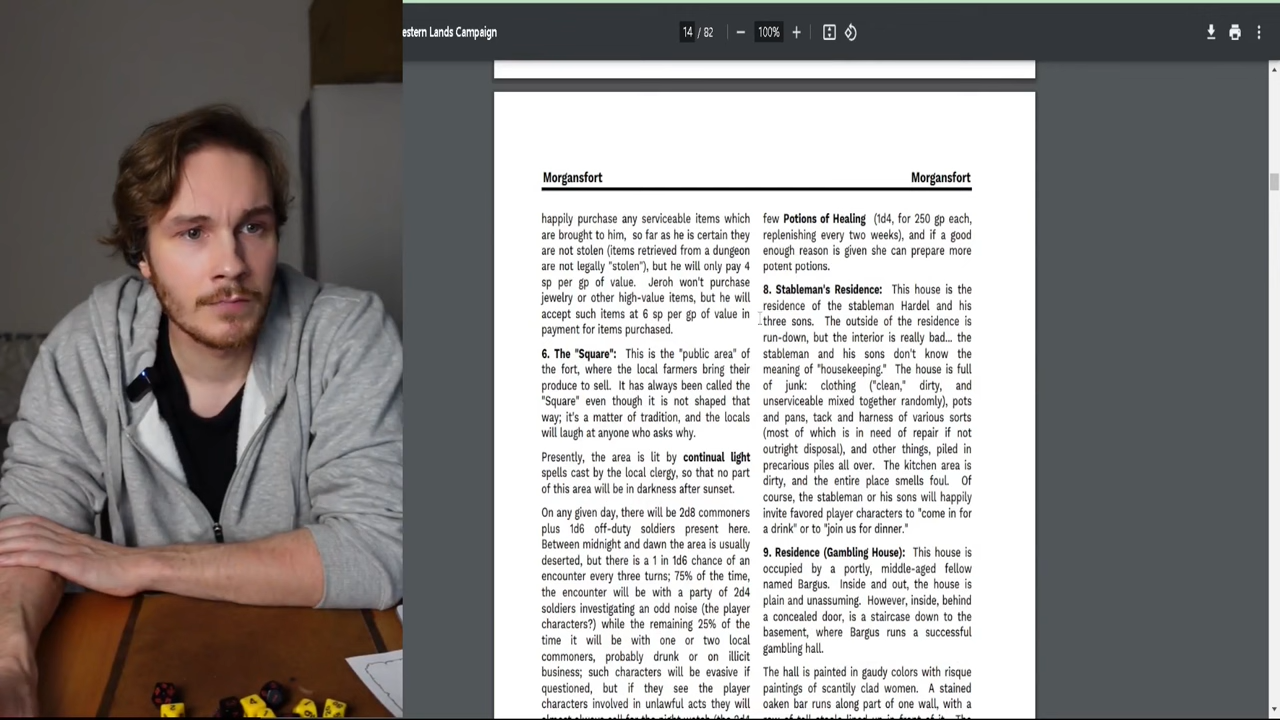 estern Lands Campaign
14 / 82
100%
Morgansfort
Morgansfort
happily purchase any serviceable items which
are brought to him, so far as he is certain they
are not stolen (items retrieved from a dungeon
are not legally "stolen"), but he will only pay 4
sp per gp of value. Jeroh won't purchase
jewelry or other high-value items, but he will
accept such items at 6 sp per gp of value in
payment for items purchased.
6. The "Square": This is the "public area" of
the fort, where the local farmers bring their
produce to sell. It has always been called the
"Square" even though it is not shaped that
way; it's a matter of tradition, and the locals
will laugh at anyone who asks why.
Presently, the area is lit by continual light
spells cast by the local clergy, so that no part
of this area will be in darkness after sunset.
On any given day, there will be 2d8 commoners
plus 1d6 off-duty soldiers present here.
Between midnight and dawn the area is usually
deserted, but there is a 1 in 1d6 chance of an
encounter every three turns; 75% of the time,
the encounter will be with a party of 2d4
soldiers investigating an odd noise (the player
characters?) while the remaining 25% of the
time it will be with one or two local
commoners, probably drunk or on illicit
business; such characters will be evasive if
questioned, but if they see the player
characters involved in unlawful acts they will
almost always call for the night watch (the 2d4
few Potions of Healing (1d4, for 250 gp each,
replenishing every two weeks), and if a good
enough reason is given she can prepare more
potent potions.
8. Stableman's Residence: This house is the
residence of the stableman Hardel and his
three sons. The outside of the residence is
run-down, but the interior is really bad... the
stableman and his sons don't know the
meaning of "housekeeping." The house is full
of junk: clothing ("clean," dirty, and
unserviceable mixed together randomly), pots
and pans, tack and harness of various sorts
(most of which is in need of repair if not
outright disposal), and other things, piled in
precarious piles all over. The kitchen area is
dirty, and the entire place smells foul. Of
course, the stableman or his sons will happily
invite favored player characters to "come in for
a drink" or to "join us for dinner."
9. Residence (Gambling House): This house is
occupied by a portly, middle-aged fellow
named Bargus. Inside and out, the house is
plain and unassuming. However, inside, behind
a concealed door, is a staircase down to the
basement, where Bargus runs a successful
gambling hall.
The hall is painted in gaudy colors with risque
paintings of scantily clad women. A stained
oaken bar runs along part of one wall, with a
row of tall stools lined up in front of it. The